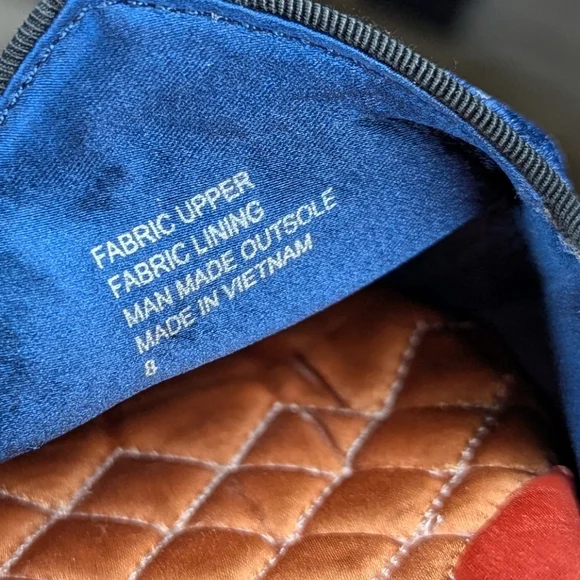 FABRIC UPPER
FABRIC LINING
MAN MADE OUTSOLE
MADE IN VIETNAM
8